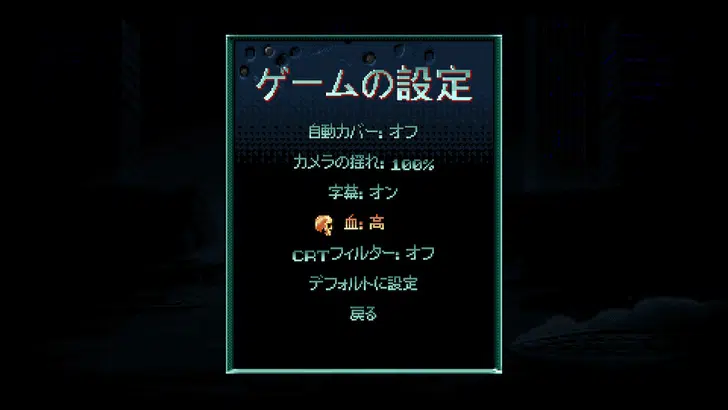 ゲームの設定
自動カバー: オフ
カメラの揺れ: 100%
字幕: オン
血: 高
CRTフィルター: オフ
デフォルトに設定
戻る